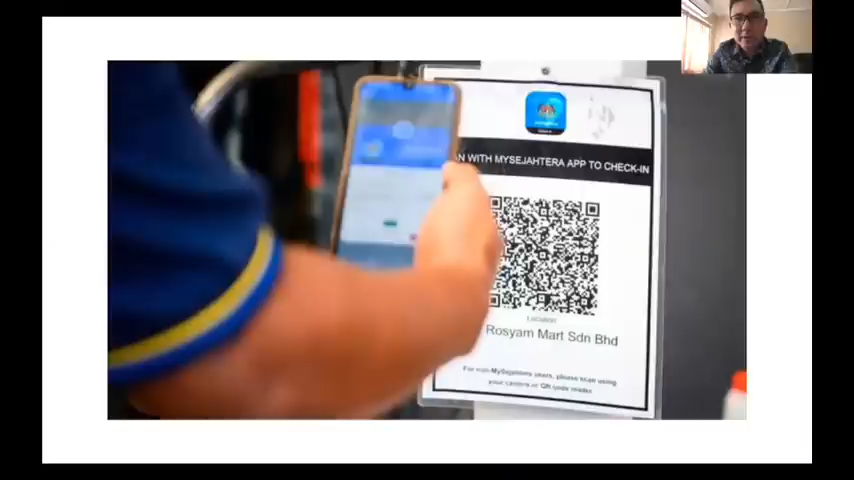 N WITH MYSEJAHTERA APP TO CHECK-IN
Location
Rosyam Mart Sdn Bhd
For non MySejahtera users, please scan using
your camera or QR code reader